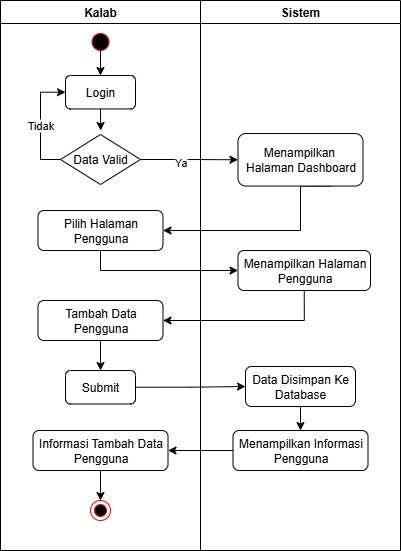 Kalab
Sistem
Login
Tidak
Data Valid
Ya
Menampilkan
Halaman Dashboard
Pilih Halaman
Pengguna
Menampilkan Halaman
Pengguna
Tambah Data
Pengguna
Submit
Data Disimpan Ke
Database
Menampilkan Informasi
Pengguna
Informasi Tambah Data
Pengguna